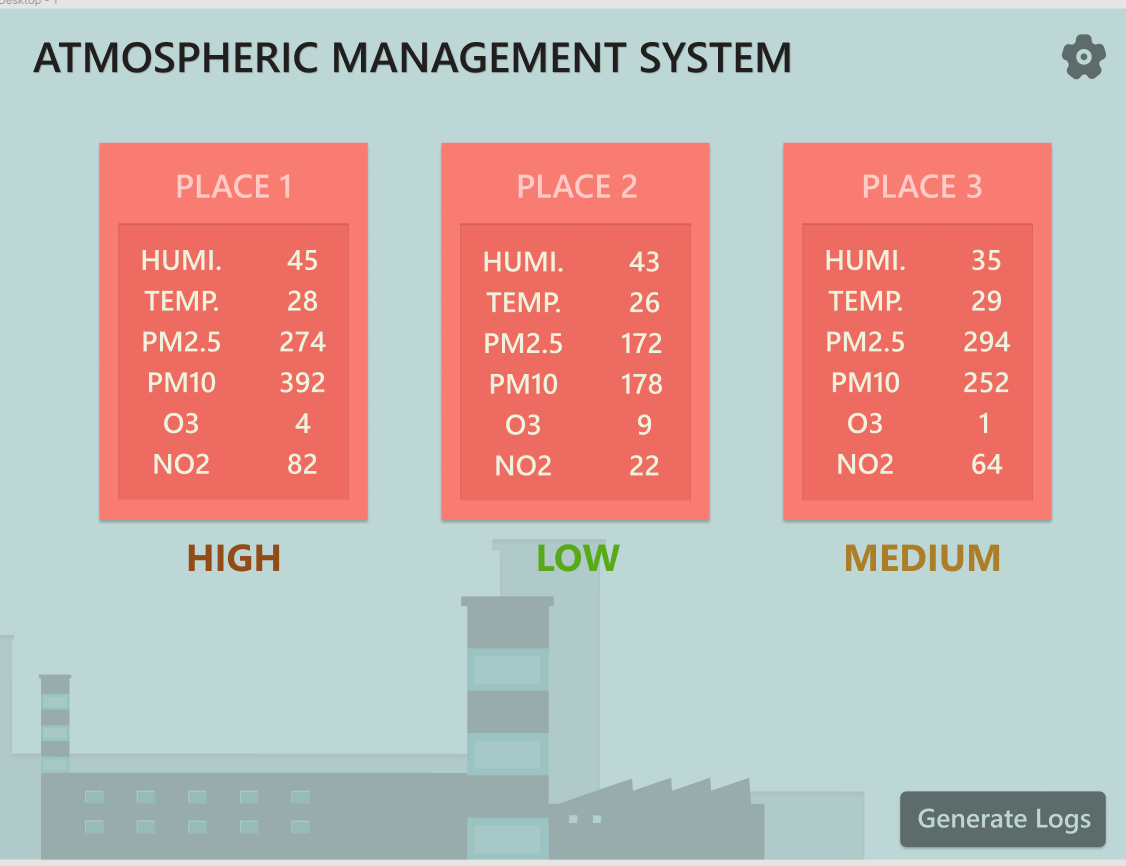 Desktop - 1
ATMOSPHERIC MANAGEMENT SYSTEM
PLACE 1
HUMI. 45
TEMP. 28
PM2.5 274
PM10 392
O3 4
NO2 82
HIGH
PLACE 2
HUMI. 43
TEMP. 26
PM2.5 172
PM10 178
O3 9
NO2 22
LOW
PLACE 3
HUMI. 35
TEMP. 29
PM2.5 294
PM10 252
O3 1
NO2 64
MEDIUM
Generate Logs